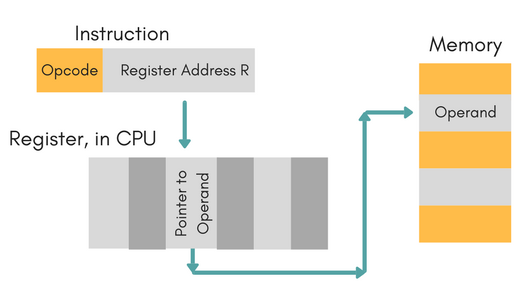 Instruction
Opcode
Register Address R
Register, in CPU
Pointer to
Operand
Memory
Operand